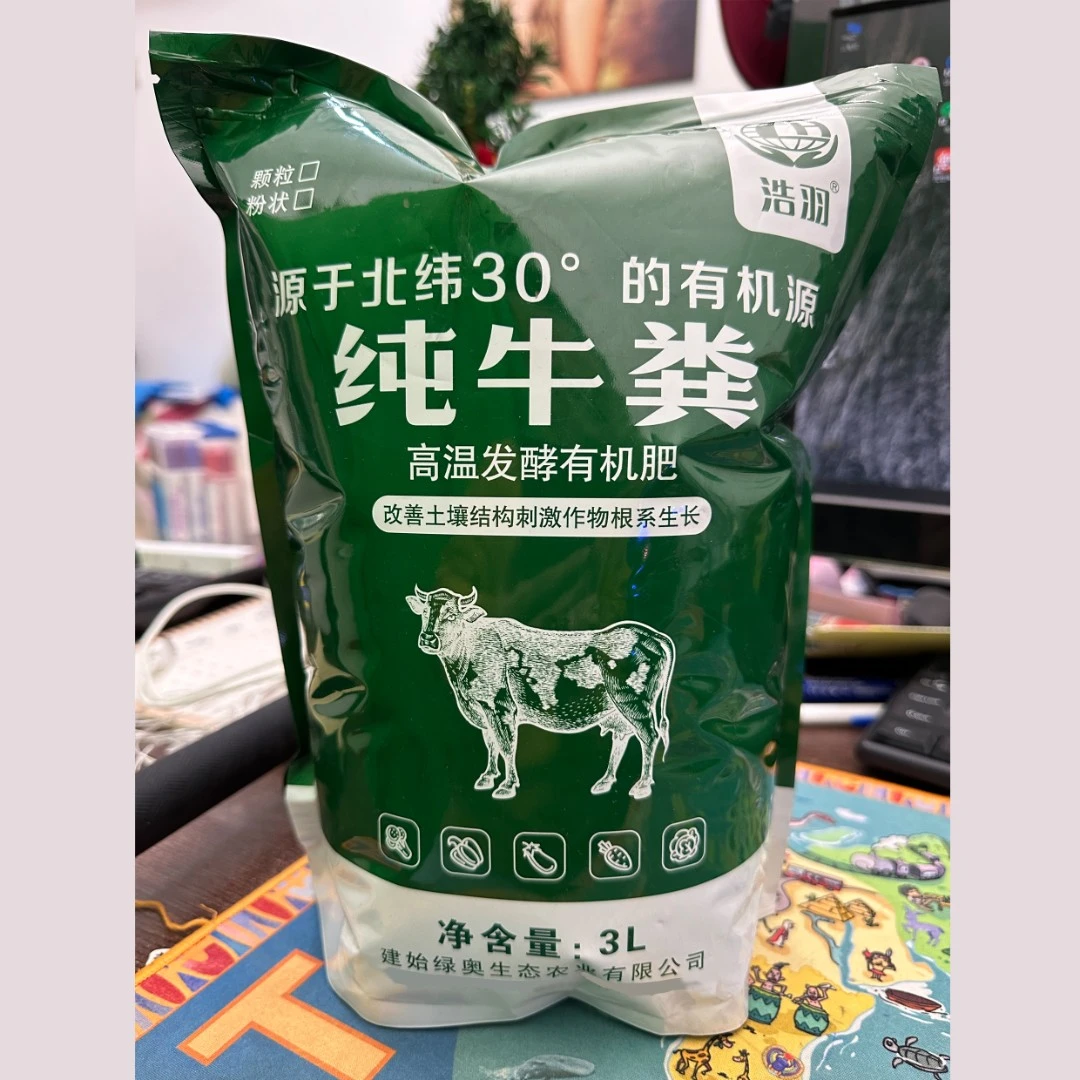 颗粒□
粉状□
浩羽®
源于北纬30°的有机源
纯牛粪
高温发酵有机肥
改善土壤结构刺激作物根系生长
净含量:3L
建始绿奥生态农业有限公司
T